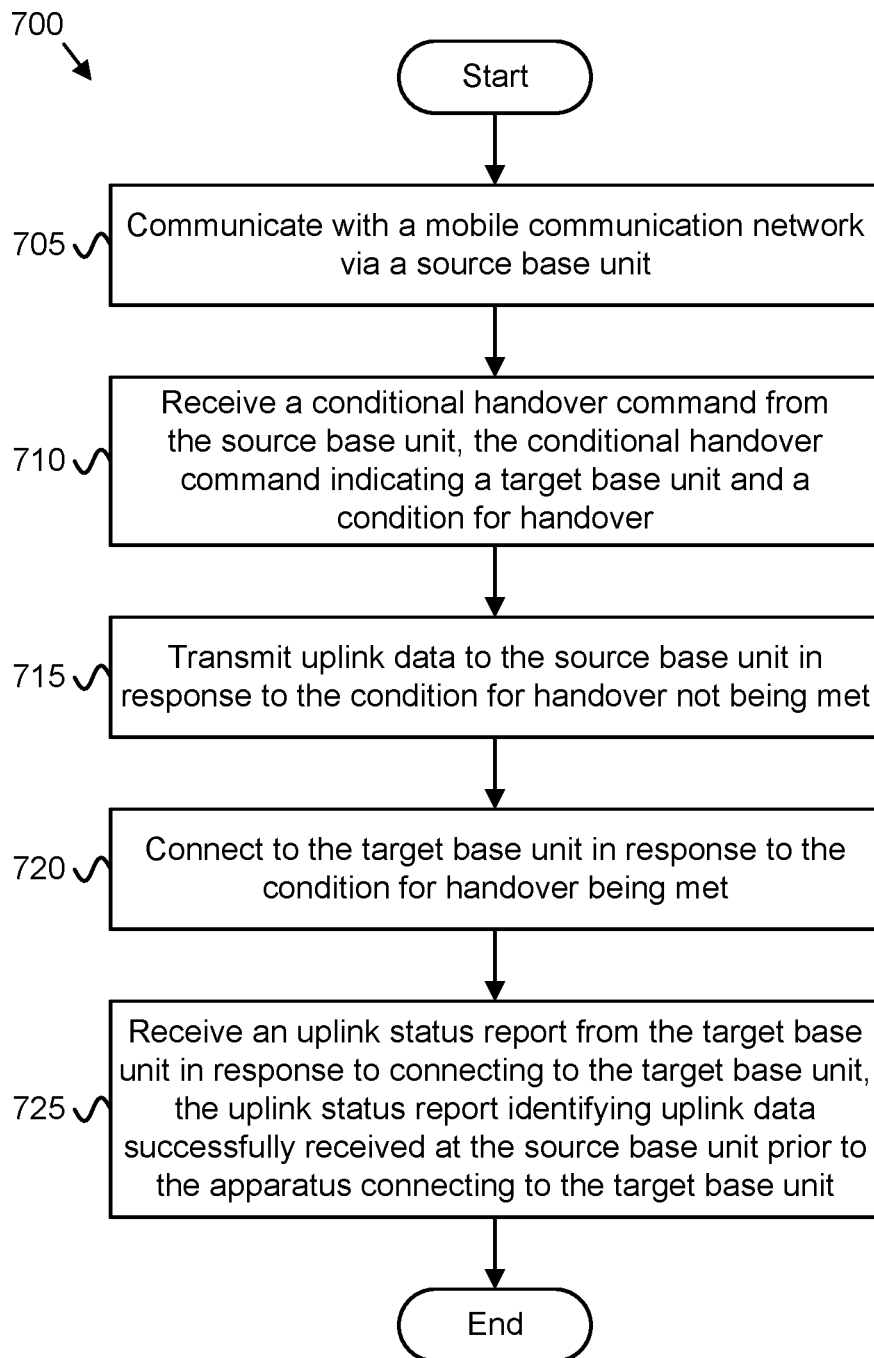 700
Start
705
Communicate with a mobile communication network
via a source base unit
710
Receive a conditional handover command from
the source base unit, the conditional handover
command indicating a target base unit and a
condition for handover
715
Transmit uplink data to the source base unit in
response to the condition for handover not being met
720
Connect to the target base unit in response to the
condition for handover being met
725
Receive an uplink status report from the target base
unit in response to connecting to the target base unit,
the uplink status report identifying uplink data
successfully received at the source base unit prior to
the apparatus connecting to the target base unit
End